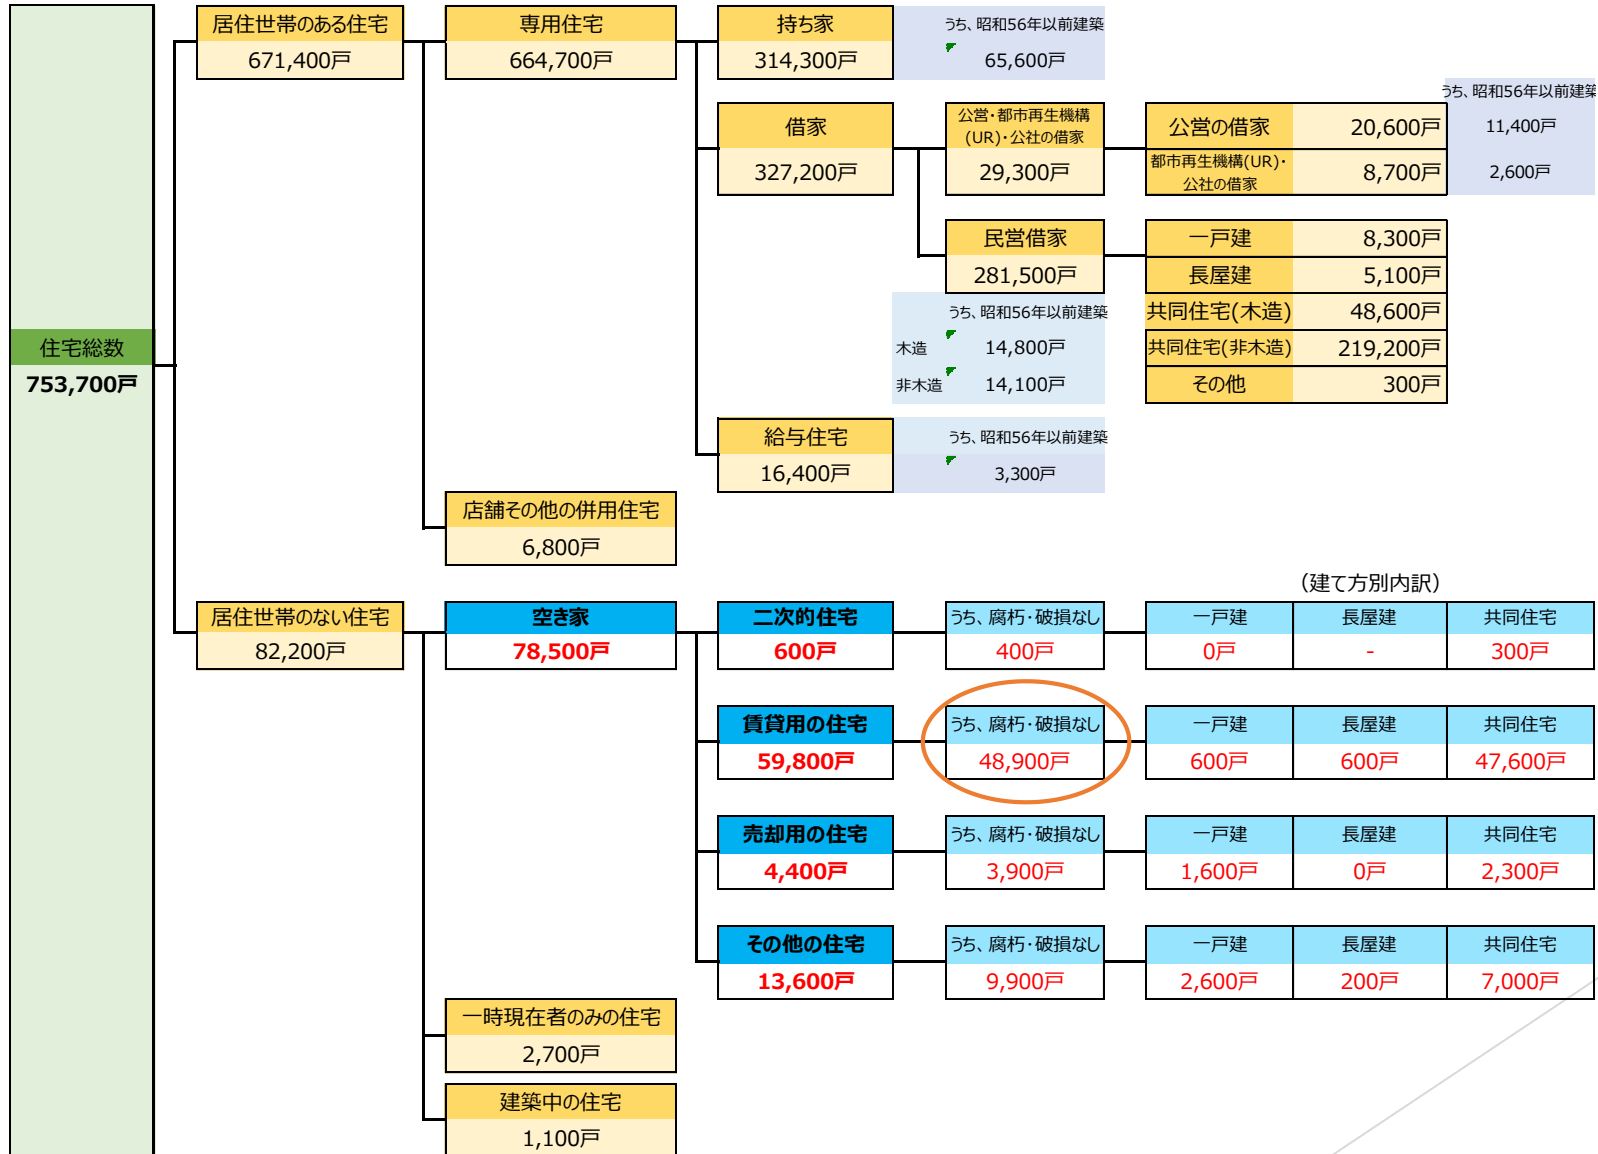 居住世帯のある住宅
671,400戸
専用住宅
664,700戸
持ち家
314,300戸
うち、昭和56年以前建築
65,600戸
うち、昭和56年以前建築
借家
327,200戸
公営・都市再生機構
(UR)・公社の借家
29,300戸
公営の借家
20,600戸
11,400戸
都市再生機構(UR)・
公社の借家
8,700戸
2,600戸
民営借家
281,500戸
一戸建
8,300戸
長屋建
5,100戸
共同住宅(木造)
48,600戸
共同住宅(非木造)
219,200戸
その他
300戸
うち、昭和56年以前建築
木造
14,800戸
非木造
14,100戸
住宅総数
753,700戸
給与住宅
16,400戸
うち、昭和56年以前建築
3,300戸
店舗その他の併用住宅
6,800戸
(建て方別内訳)
居住世帯のない住宅
82,200戸
空き家
78,500戸
二次的住宅
600戸
うち、腐朽・破損なし
400戸
一戸建
長屋建
共同住宅
0戸
-
300戸
賃貸用の住宅
59,800戸
うち、腐朽・破損なし
48,900戸
一戸建
長屋建
共同住宅
600戸
600戸
47,600戸
売却用の住宅
4,400戸
うち、腐朽・破損なし
3,900戸
一戸建
長屋建
共同住宅
1,600戸
0戸
2,300戸
その他の住宅
13,600戸
うち、腐朽・破損なし
9,900戸
一戸建
長屋建
共同住宅
2,600戸
200戸
7,000戸
一時現在者のみの住宅
2,700戸
建築中の住宅
1,100戸